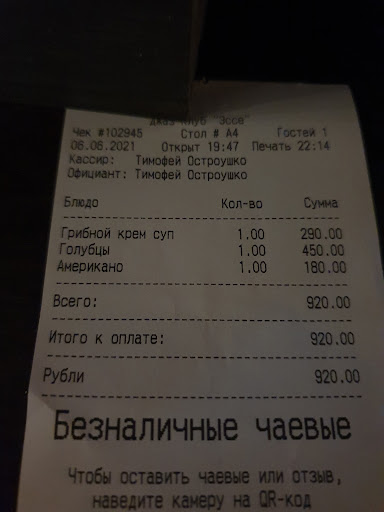 Джаз Клуб "Эссе"
Чек #102945 Стол # А4 Гостей 1
06.06.2021 Открыт 19:47 Печать 22:14
Кассир: Тимофей Остроушко
Официант: Тимофей Остроушко
Блюдо Кол-во Сумма
Грибной крем суп 1.00 290.00
Голубцы 1.00 450.00
Американо 1.00 180.00
Всего: 920.00
Итого к оплате: 920.00
Рубли 920.00
Безналичные чаевые
Чтобы оставить чаевые или отзыв,
наведите камеру на QR-код